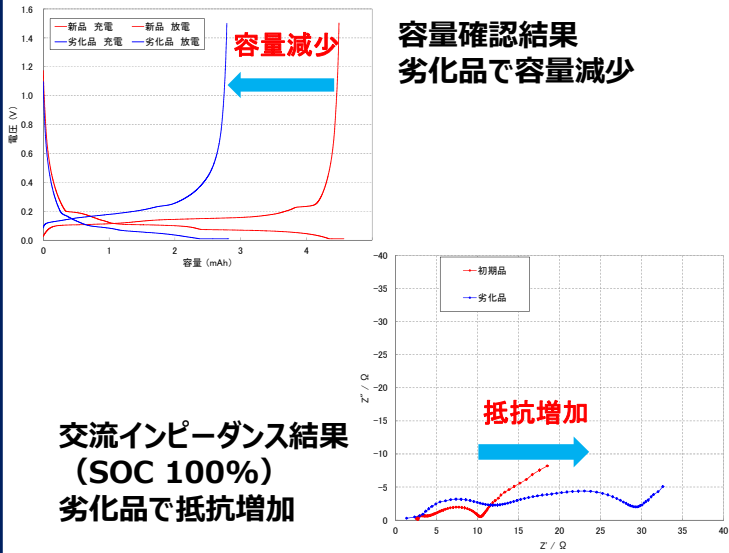 1.6
1.4
1.2
1.0
0.8
0.6
0.4
0.2
0.0
電圧 (V)
新品 充電
新品 放電
劣化品 充電
劣化品 放電
容量減少
0
1
2
3
4
容量 (mAh)
容量確認結果
劣化品で容量減少
-40
-35
-30
-25
-20
-15
-10
-5
0
Z" / Ω
初期品
劣化品
抵抗増加
0
5
10
15
20
25
30
35
40
Z' / Ω
交流インピーダンス結果
(SOC 100%)
劣化品で抵抗増加